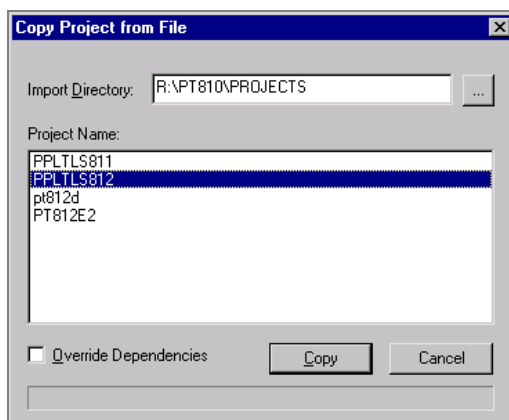 Copy Project from File
Import Directory: R:\PT810\PROJECTS ...
Project Name:
PPLTLS811
PPLTLS812
pt812d
PT812E2
Override Dependencies Copy Cancel